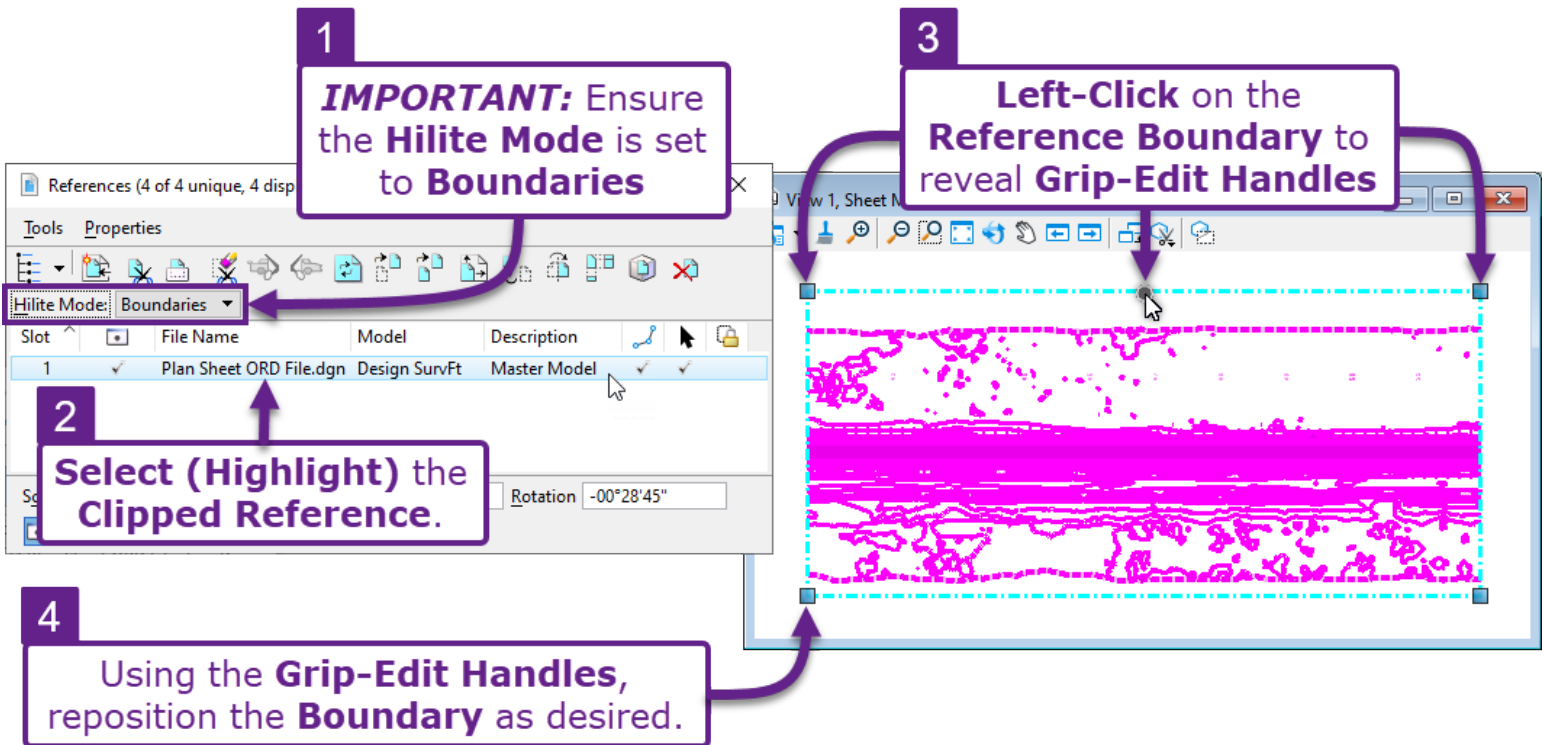 1
IMPORTANT: Ensure
the Hilite Mode is set
to Boundaries
3
Left-Click on the
Reference Boundary to
reveal Grip-Edit Handles
References (4 of 4 unique, 4 disp
Tools Properties
Hilite Mode: Boundaries
Slot File Name Model Description
1 Plan Sheet ORD File.dgn Design SurvFt Master Model
View 1, Sheet
2
Select (Highlight) the
Clipped Reference.
Rotation -00°28'45"
4
Using the Grip-Edit Handles,
reposition the Boundary as desired.